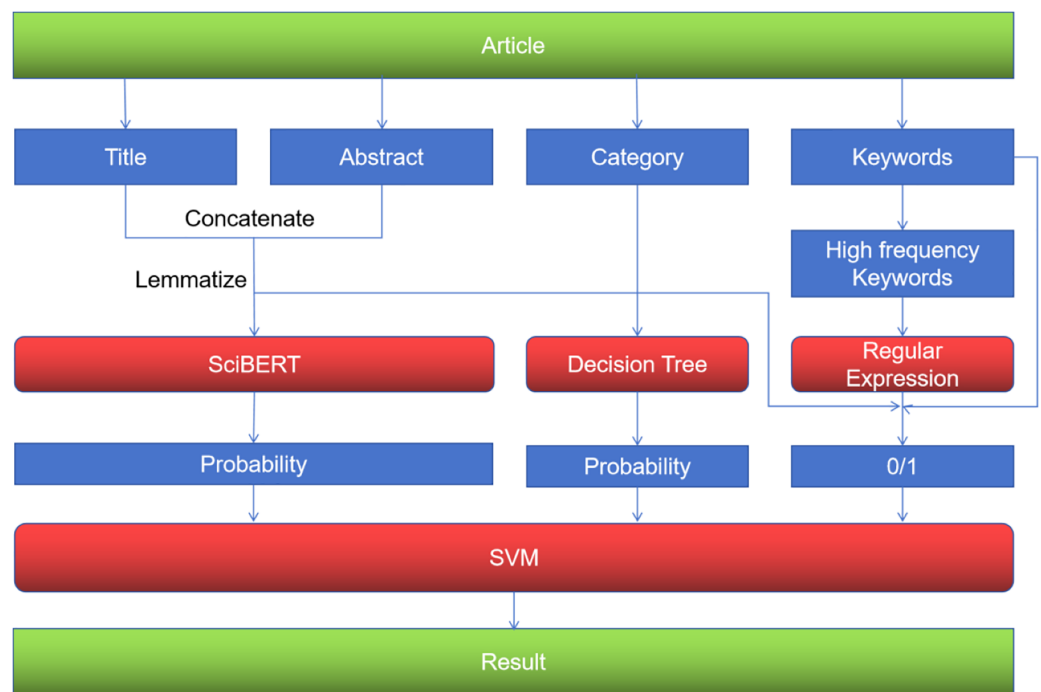 Article
Title
Abstract
Category
Keywords
Concatenate
High frequency
Keywords
Lemmatize
SciBERT
Decision Tree
Regular
Expression
Probability
Probability
0/1
SVM
Result